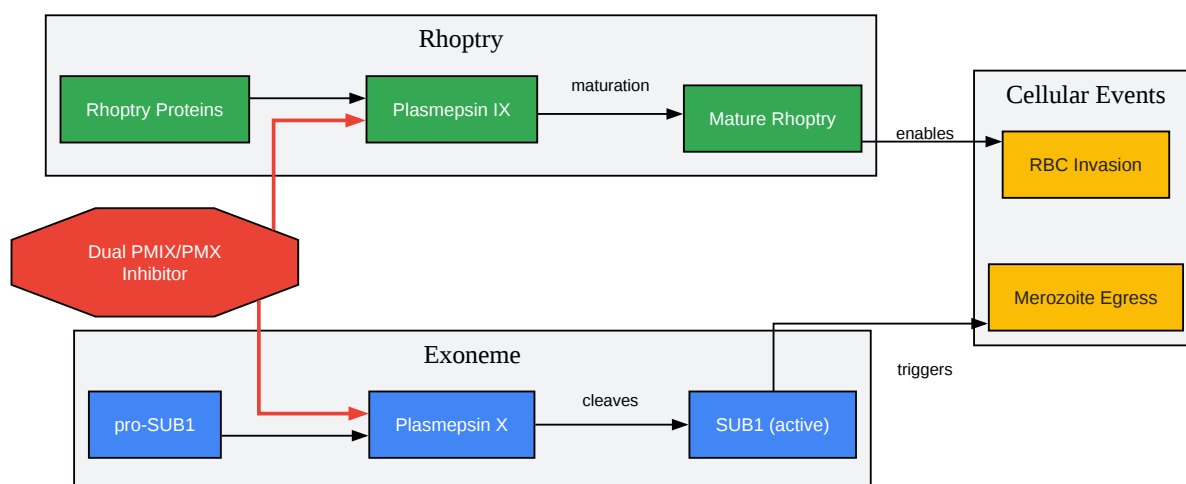 Rhoptry
Rhoptry Proteins
Plasmepsin IX
maturation
Mature Rhoptry
enables
Cellular Events
RBC Invasion
Merozoite Egress
Dual PMIX/PMX
Inhibitor
Exoneme
pro-SUB1
Plasmepsin X
cleaves
SUB1 (active)
triggers